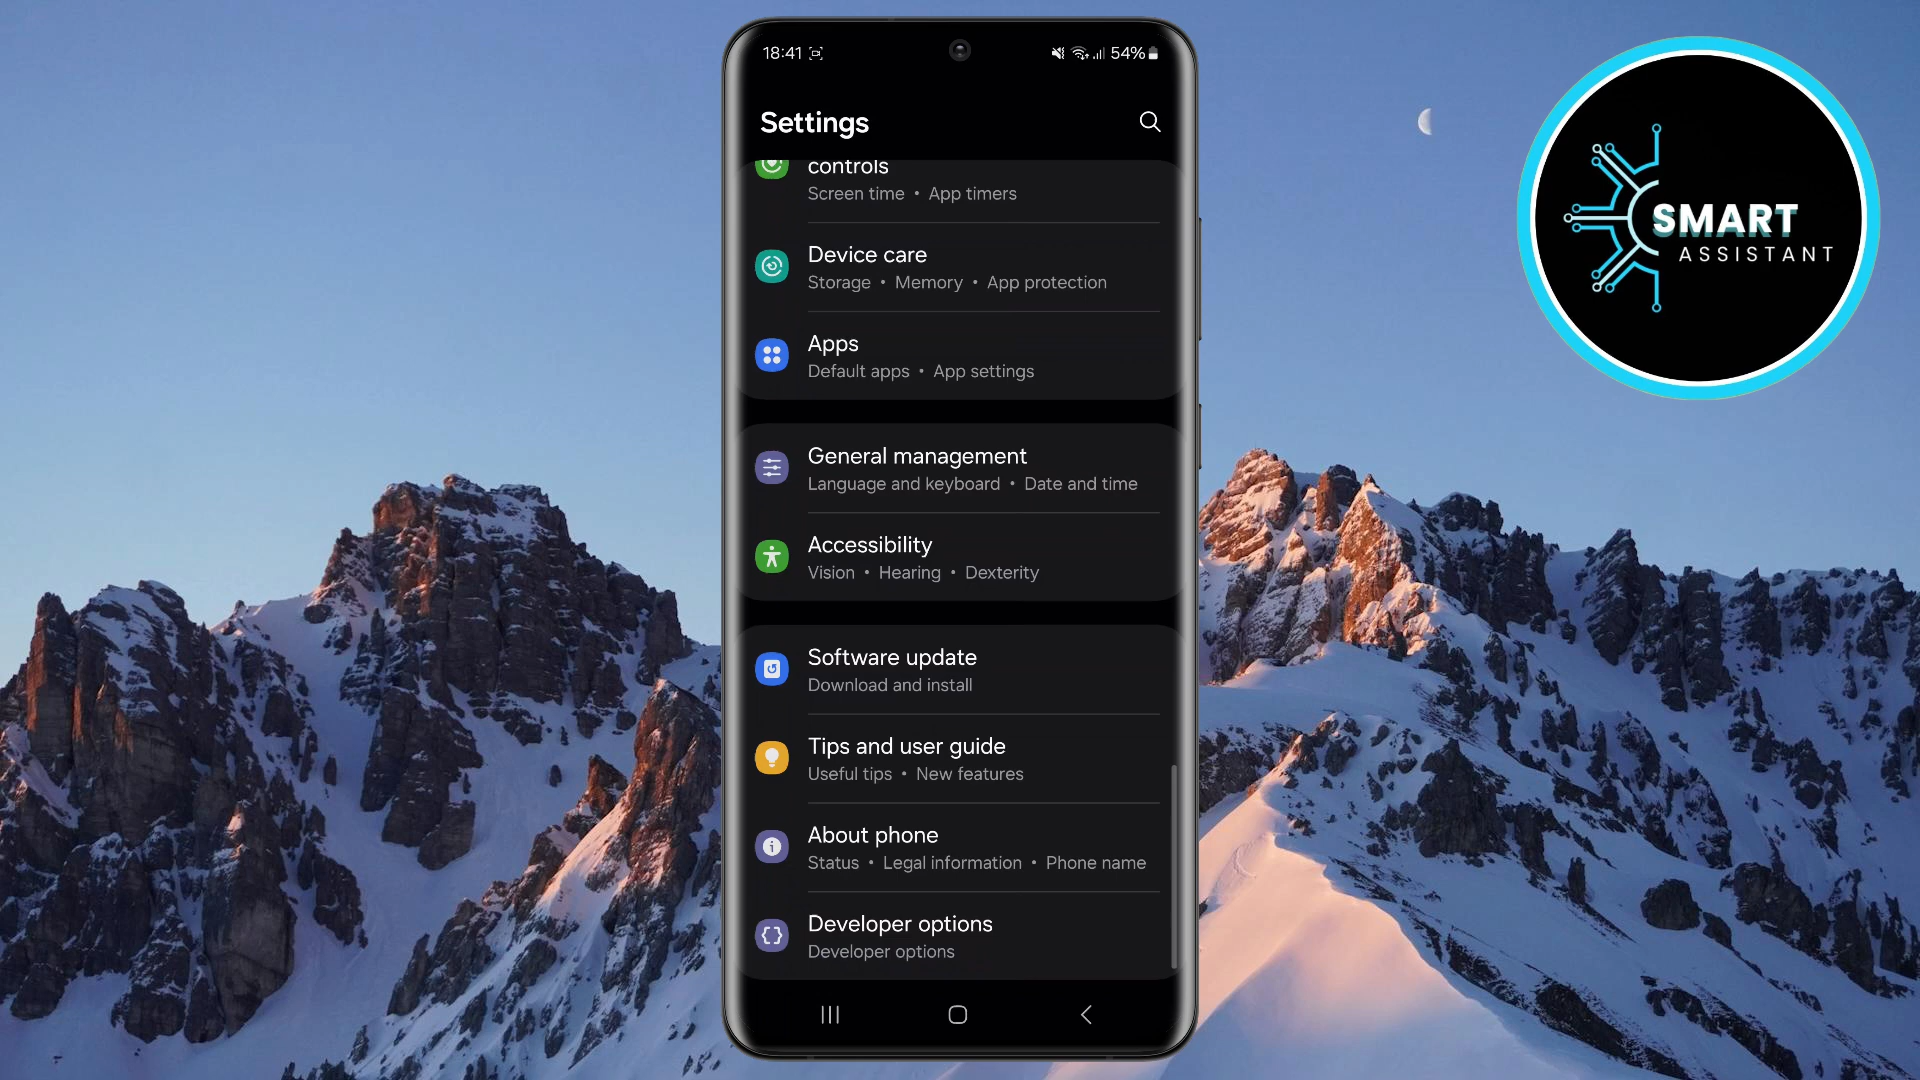 18:41
54%
Settings
controls
Screen time • App timers
Device care
Storage • Memory • App protection
Apps
Default apps • App settings
General management
Language and keyboard • Date and time
Accessibility
Vision • Hearing • Dexterity
Software update
Download and install
Tips and user guide
Useful tips • New features
About phone
Status • Legal information • Phone name
Developer options
Developer options
SMART
ASSISTANT